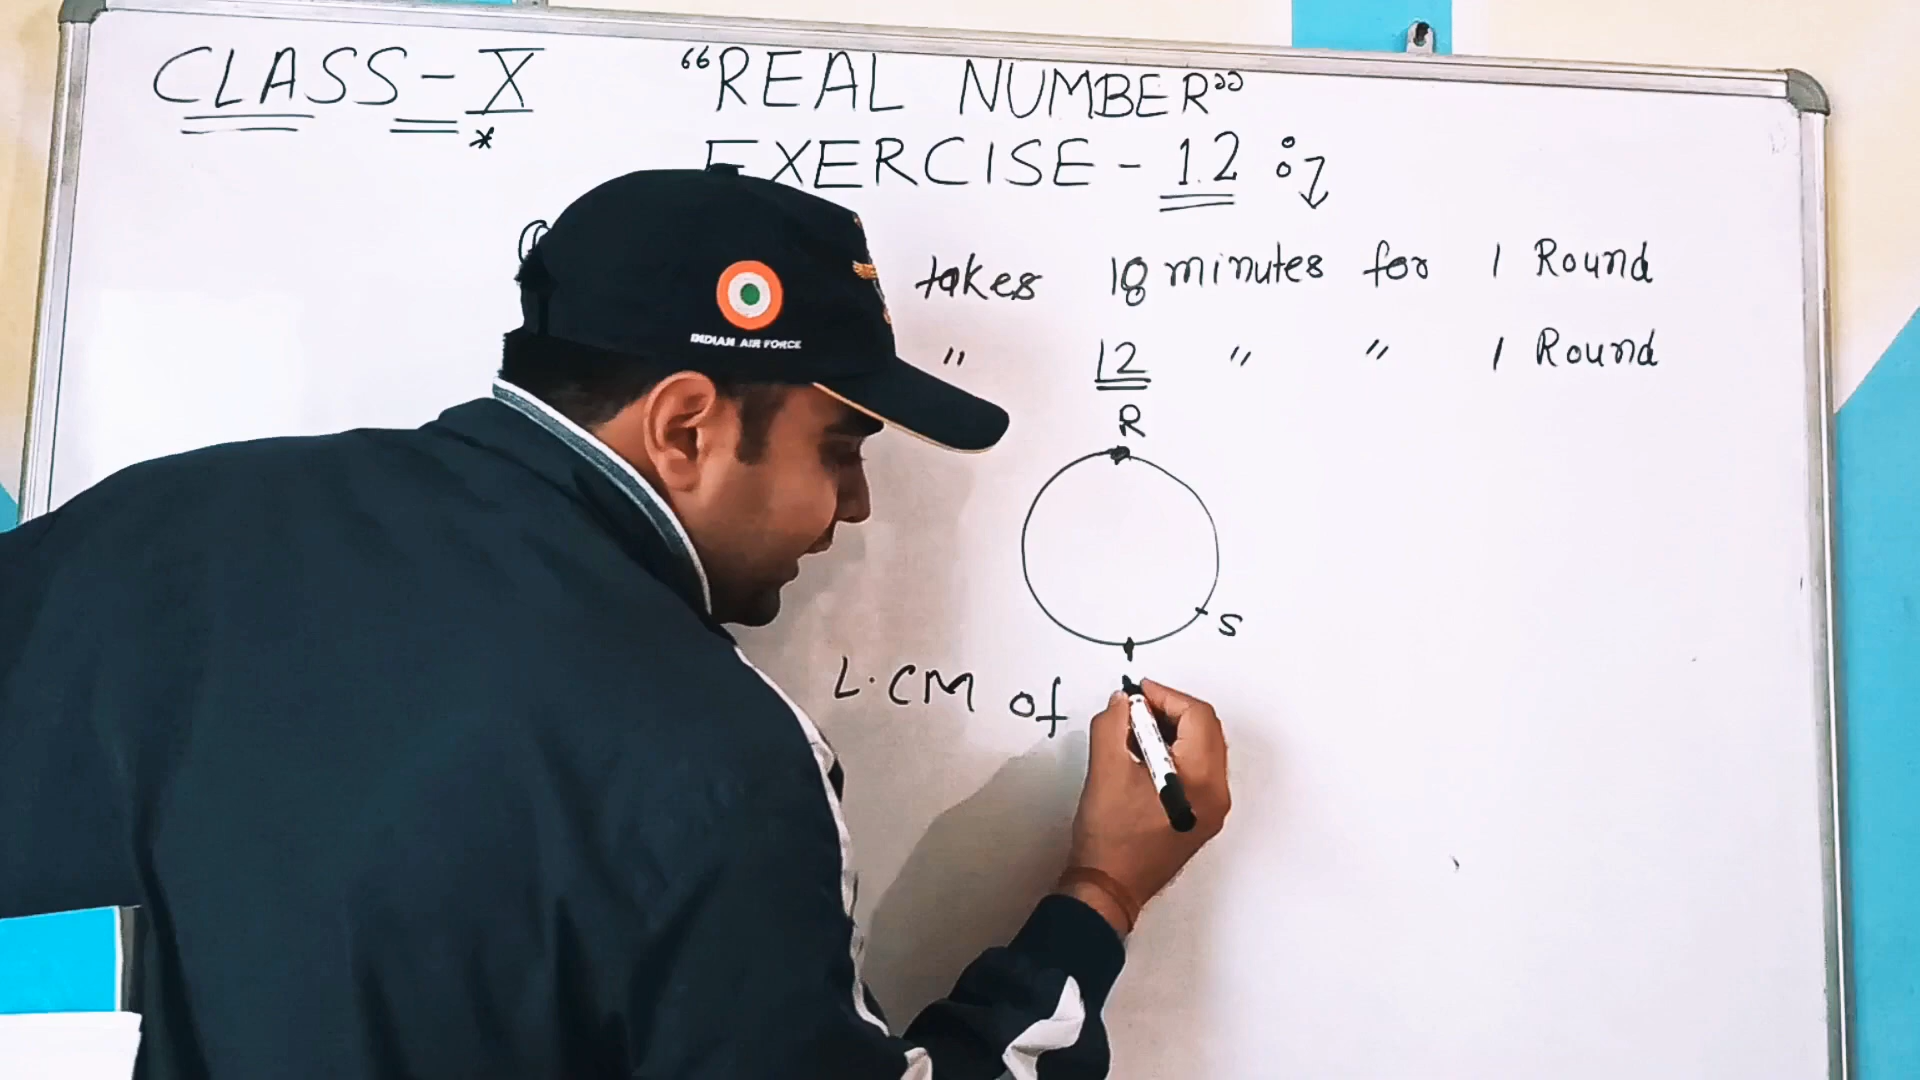 CLASS-X "REAL NUMBER"
EXERCISE - 1.2 :
takes 18 minutes for 1 Round
" 12 " " 1 Round
R
S
L.CM of
INDIAN AIR FORCE